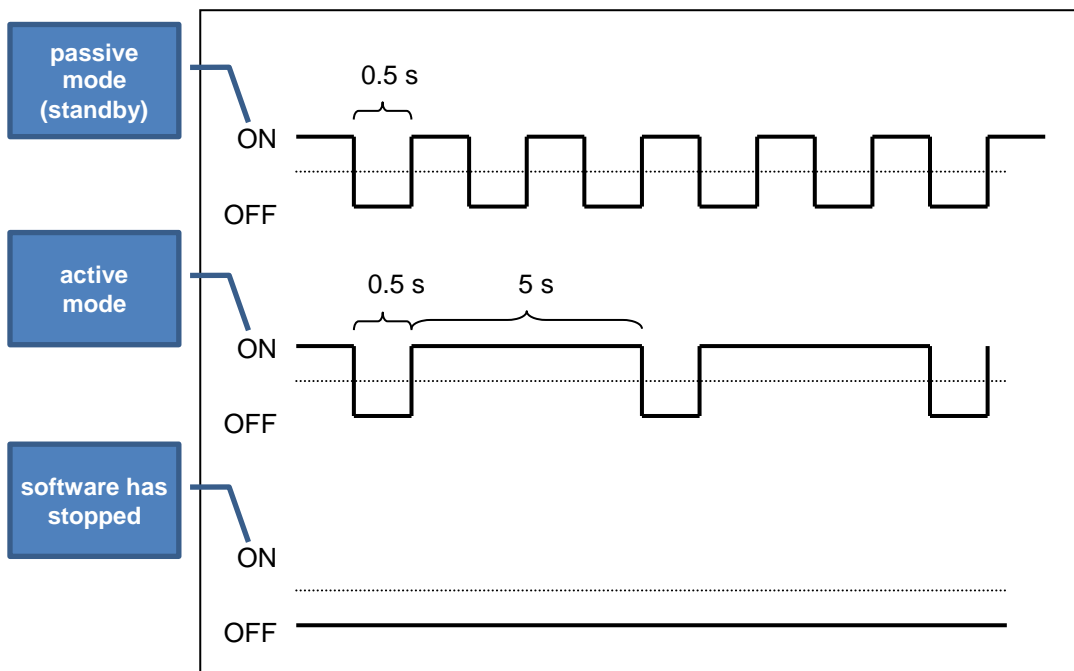 passive
mode
(standby)
0.5 s
ON
OFF
active
mode
0.5 s 5 s
ON
OFF
software has
stopped
ON
OFF